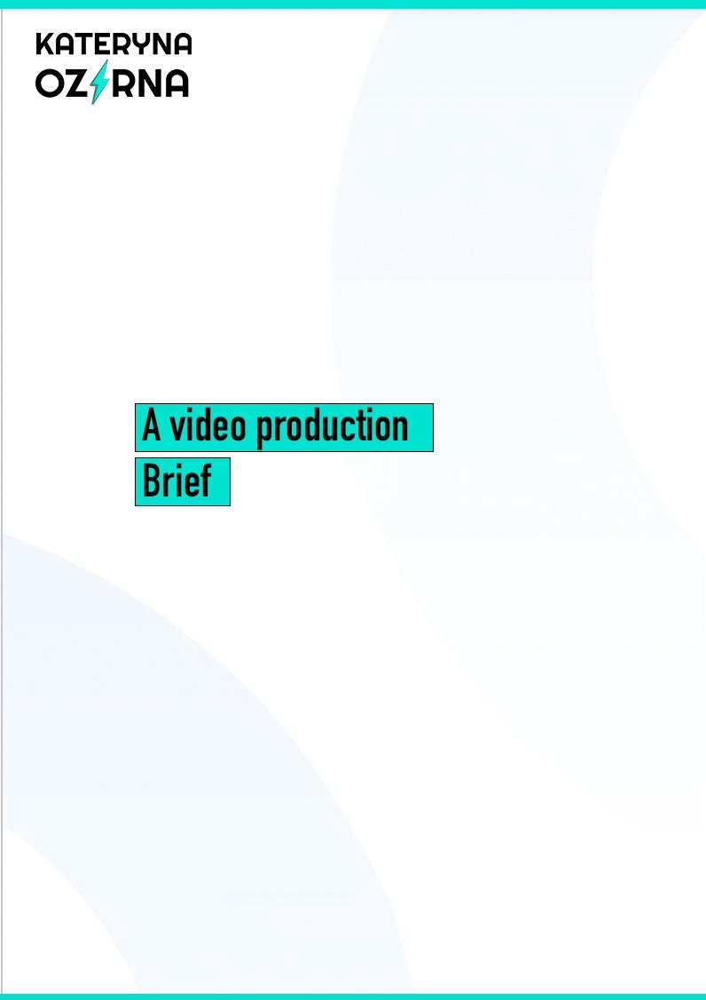 KATERYNA
OZ⚡RNA
A video production
Brief